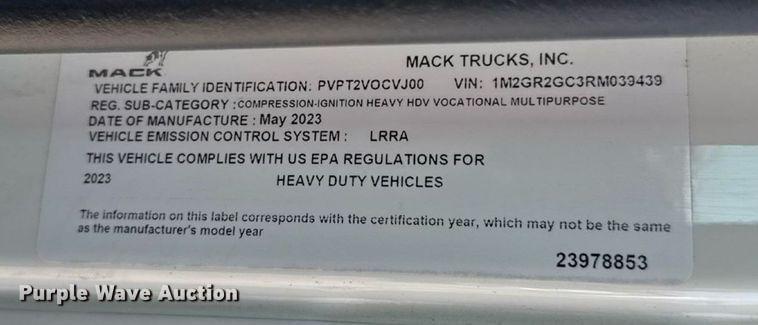 MACK
MACK TRUCKS, INC.
VEHICLE FAMILY IDENTIFICATION: PVPT2VOCVJ00 VIN: 1M2GR2GC3RM039439
REG. SUB-CATEGORY :COMPRESSION-IGNITION HEAVY HDV VOCATIONAL MULTIPURPOSE
DATE OF MANUFACTURE : May 2023
VEHICLE EMISSION CONTROL SYSTEM : LRRA
THIS VEHICLE COMPLIES WITH US EPA REGULATIONS FOR
2023 HEAVY DUTY VEHICLES
The information on this label corresponds with the certification year, which may not be the same
as the manufacturer's model year
23978853
Purple Wave Auction